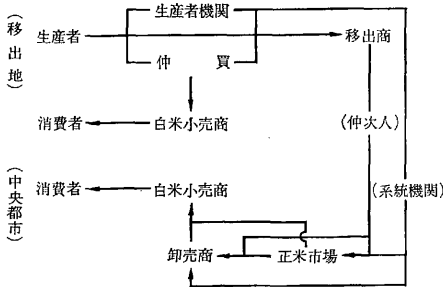 (移出地)
生産者機関
生産者
移出商
仲 買
消費者
白米小売商
(仲次人)
(中央都市)
消費者
白米小売商
(系統機関)
卸売商
正米市場